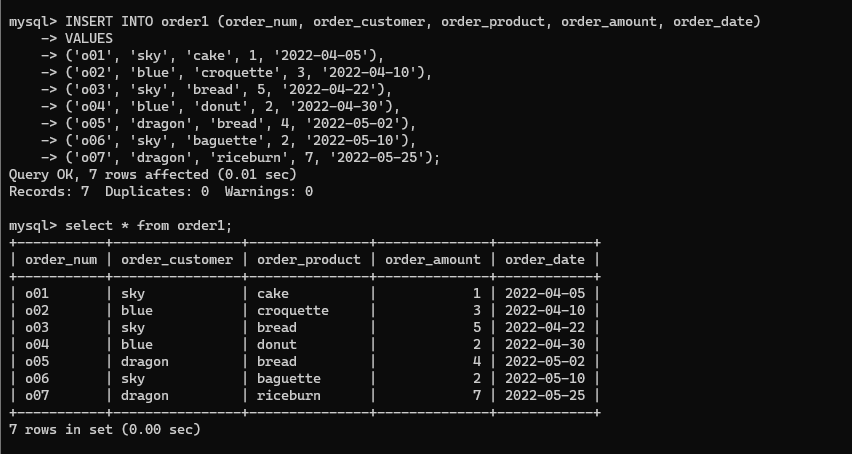 mysql> INSERT INTO order1 (order_num, order_customer, order_product, order_amount, order_date)
    -> VALUES
    -> ('o01', 'sky', 'cake', 1, '2022-04-05'),
    -> ('o02', 'blue', 'croquette', 3, '2022-04-10'),
    -> ('o03', 'sky', 'bread', 5, '2022-04-22'),
    -> ('o04', 'blue', 'donut', 2, '2022-04-30'),
    -> ('o05', 'dragon', 'bread', 4, '2022-05-02'),
    -> ('o06', 'sky', 'baguette', 2, '2022-05-10'),
    -> ('o07', 'dragon', 'riceburn', 7, '2022-05-25');
Query OK, 7 rows affected (0.01 sec)
Records: 7  Duplicates: 0  Warnings: 0

mysql> select * from order1;
+-----------+----------------+---------------+--------------+------------+
| order_num | order_customer | order_product | order_amount | order_date |
+-----------+----------------+---------------+--------------+------------+
| o01       | sky            | cake          |            1 | 2022-04-05 |
| o02       | blue           | croquette     |            3 | 2022-04-10 |
| o03       | sky            | bread         |            5 | 2022-04-22 |
| o04       | blue           | donut         |            2 | 2022-04-30 |
| o05       | dragon         | bread         |            4 | 2022-05-02 |
| o06       | sky            | baguette      |            2 | 2022-05-10 |
| o07       | dragon         | riceburn      |            7 | 2022-05-25 |
+-----------+----------------+---------------+--------------+------------+
7 rows in set (0.00 sec)